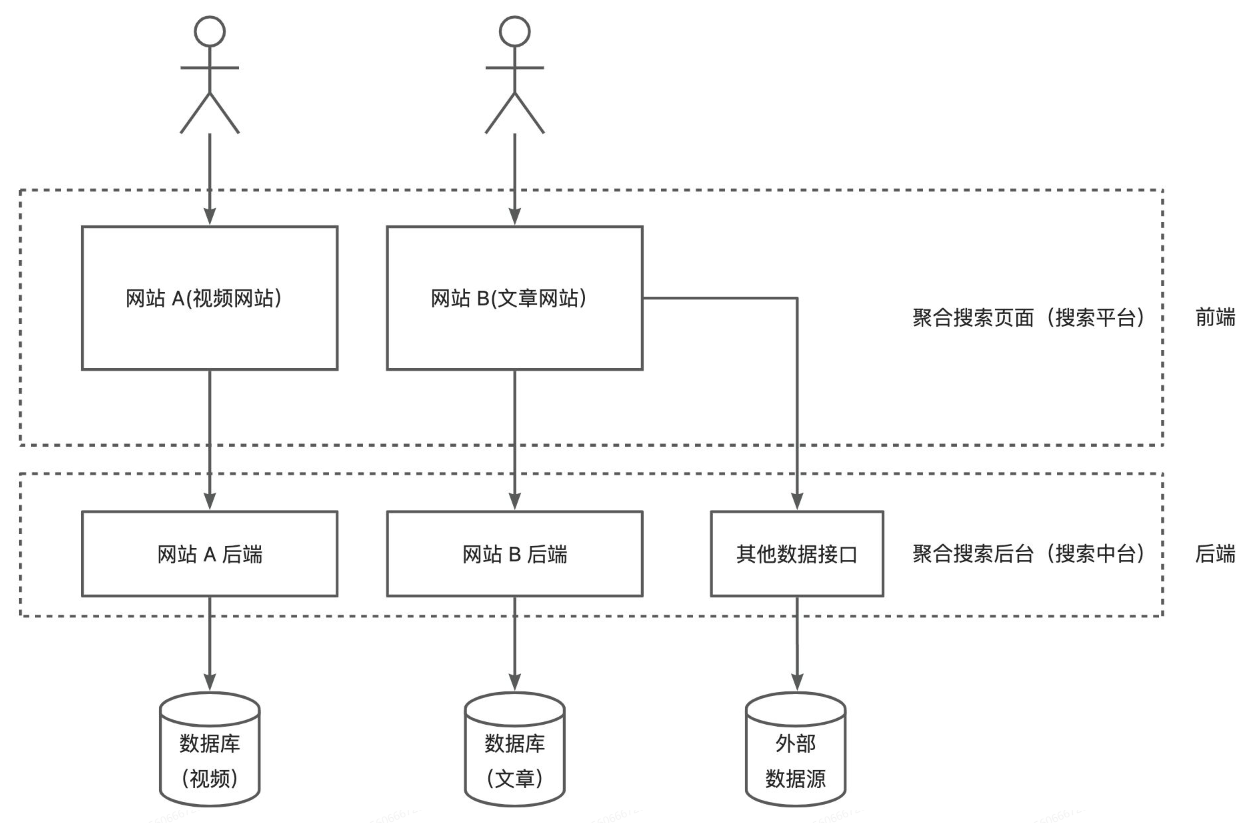 网站 A(视频网站)
网站 B(文章网站)
聚合搜索页面（搜索平台）
前端
网站 A 后端
网站 B 后端
其他数据接口
聚合搜索后台（搜索中台）
后端
数据库
（视频）
数据库
（文章）
外部
数据源